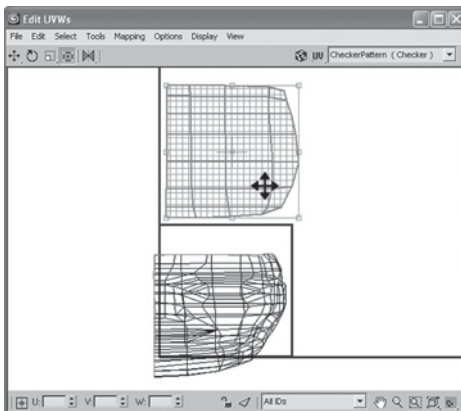 Edit UVWs
File Edit Select Tools Mapping Options Display View
UV CheckerPattern ( Checker )
U: V: W: All IDs